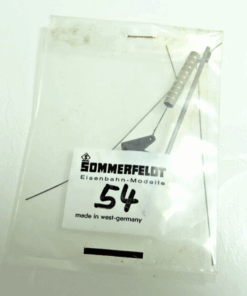 SOMMERFELDT
Eisenbahn-Modelle
54
made in west-germany